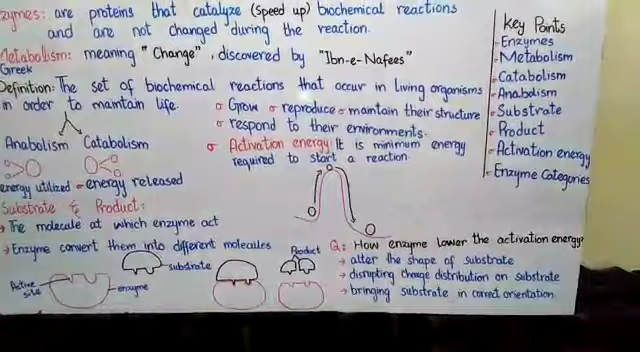 zymes: are proteins that catalyze (speed up) biochemical reactions
and are not changed during the reaction.
Metabolism: meaning "Change", discovered by "Ibn-e-Nafees"
Greek
Definition: The set of biochemical reactions that occur in living organisms
in order to maintain life.
Grow reproduce maintain their structure
respond to their environments.
Anabolism Catabolism
Activation energy: It is minimum energy
required to start a reaction
energy utilized energy released
Substrate & Product:
The molecule at which enzyme act
Enzyme convert them into different molecules
Active
site
enzyme
substrate
Product
Q: How enzyme lower the activation energy?
alter the shape of substrate
disrupting charge distribution on substrate
bringing substrate in correct orientation
Key Points
Enzymes
Metabolism
Catabolism
Anabolism
Substrate
Product
Activation energy
Enzyme Categories